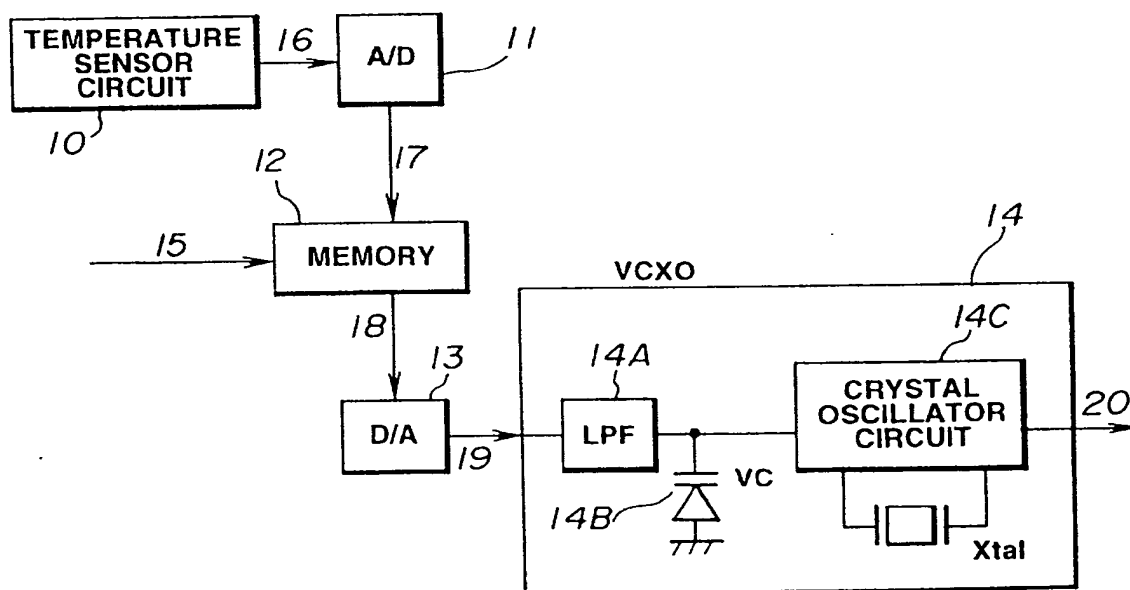 TEMPERATURE
SENSOR
CIRCUIT
10
16
A/D
11
17
12
15
MEMORY
18
13
D/A
19
VCXO
14
14A
LPF
14B
VC
14C
CRYSTAL
OSCILLATOR
CIRCUIT
Xtal
20